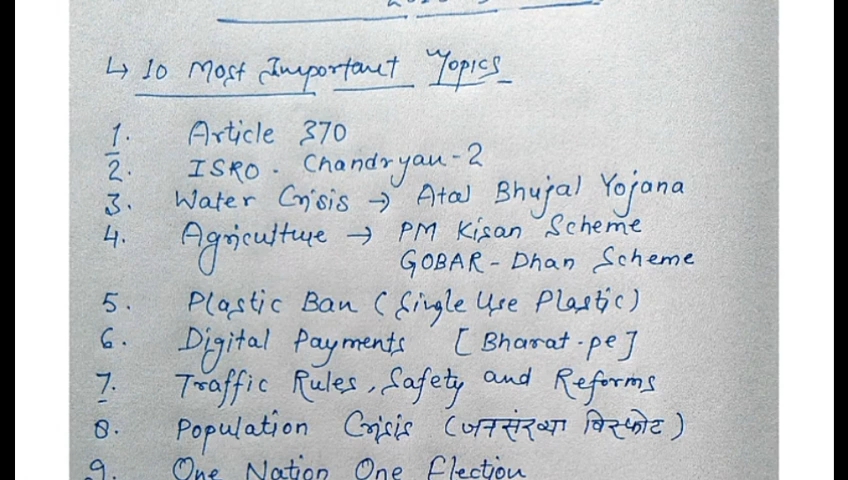 ↳ 10 Most Important Topics
1. Article 370
2. ISRO - Chandryan-2
3. Water Crisis → Atal Bhujal Yojana
4. Agriculture → PM Kisan Scheme
GOBAR-Dhan Scheme
5. Plastic Ban (Single Use Plastic)
6. Digital Payments [Bharat-pe]
7. Traffic Rules, Safety and Reforms
8. Population Crisis (जनसंख्या विस्फोट)
9. One Nation One Election